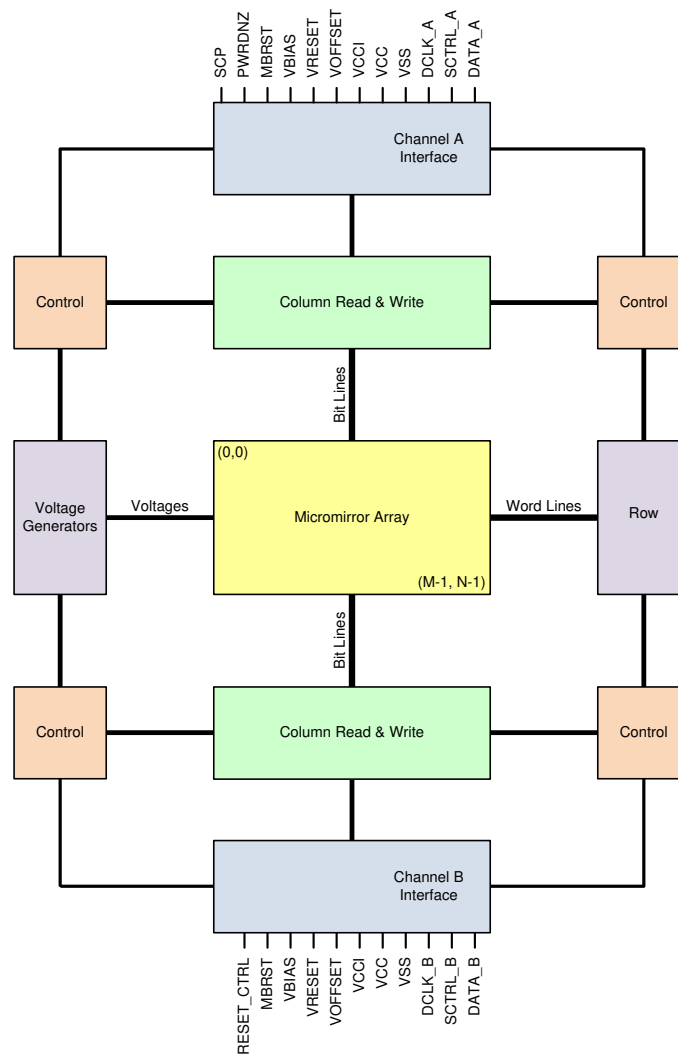 SCP
PWRDNZ
MBRST
VBIAS
VRESET
VOFFSET
VCCI
VCC
VSS
DCLK_A
SCTRL_A
DATA_A
Channel A
Interface
Control
Column Read & Write
Control
Bit Lines
(0,0)
Voltage
Generators
Voltages
Micromirror Array
Word Lines
Row
(M-1, N-1)
Bit Lines
Control
Column Read & Write
Control
Channel B
Interface
RESET_CTRL
MBRST
VBIAS
VRESET
VOFFSET
VCCI
VCC
VSS
DCLK_B
SCTRL_B
DATA_B